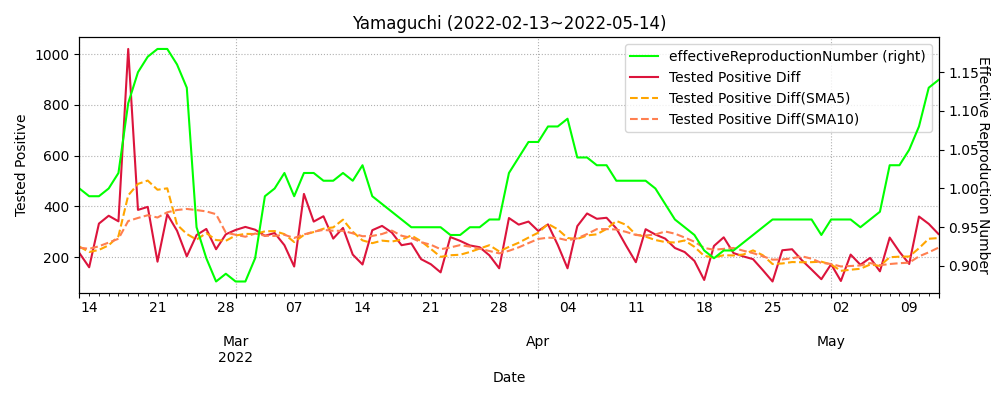 Yamaguchi (2022-02-13~2022-05-14)
effectiveReproductionNumber (right)
Tested Positive Diff
Tested Positive Diff(SMA5)
Tested Positive Diff(SMA10)
Tested Positive
1000
800
600
400
200
Effective Reproduction Number
1.15
1.10
1.05
1.00
0.95
0.90
14 21 28 07 14 21 28 04 11 18 25 02 09
Mar Apr May
2022
Date